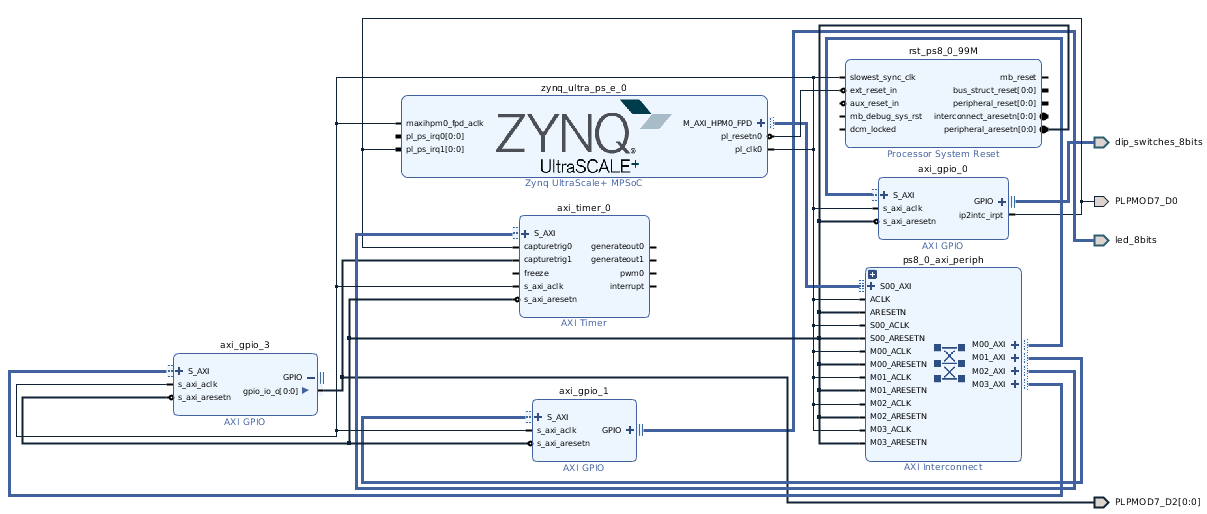 zynq_ultra_ps_e_0
maxihpm0_fpd_aclk
pl_ps_irq0[0:0]
pl_ps_irq1[0:0]
ZYNQ
UltraSCALE+
M_AXI_HPM0_FPD
pl_resetn0
pl_clk0
Zynq UltraScale+ MPSoC
rst_ps8_0_99M
slowest_sync_clk
ext_reset_in
aux_reset_in
mb_debug_sys_rst
dcm_locked
mb_reset
bus_struct_reset[0:0]
peripheral_reset[0:0]
interconnect_aresetn[0:0]
peripheral_aresetn[0:0]
Processor System Reset
dip_switches_8bits
PLPMOD7_D0
led_8bits
axi_gpio_0
S_AXI
s_axi_aclk
s_axi_aresetn
GPIO
ip2intc_irpt
AXI GPIO
axi_timer_0
S_AXI
capturetrig0
capturetrig1
freeze
s_axi_aclk
s_axi_aresetn
generateout0
generateout1
pwm0
interrupt
AXI Timer
ps8_0_axi_periph
S00_AXI
ACLK
ARESETN
S00_ACLK
S00_ARESETN
M00_ACLK
M00_ARESETN
M01_ACLK
M01_ARESETN
M02_ACLK
M02_ARESETN
M03_ACLK
M03_ARESETN
M00_AXI
M01_AXI
M02_AXI
M03_AXI
AXI Interconnect
axi_gpio_3
S_AXI
s_axi_aclk
s_axi_aresetn
GPIO
gpio_io_o[0:0]
AXI GPIO
axi_gpio_1
S_AXI
s_axi_aclk
s_axi_aresetn
GPIO
AXI GPIO
PLPMOD7_D2[0:0]